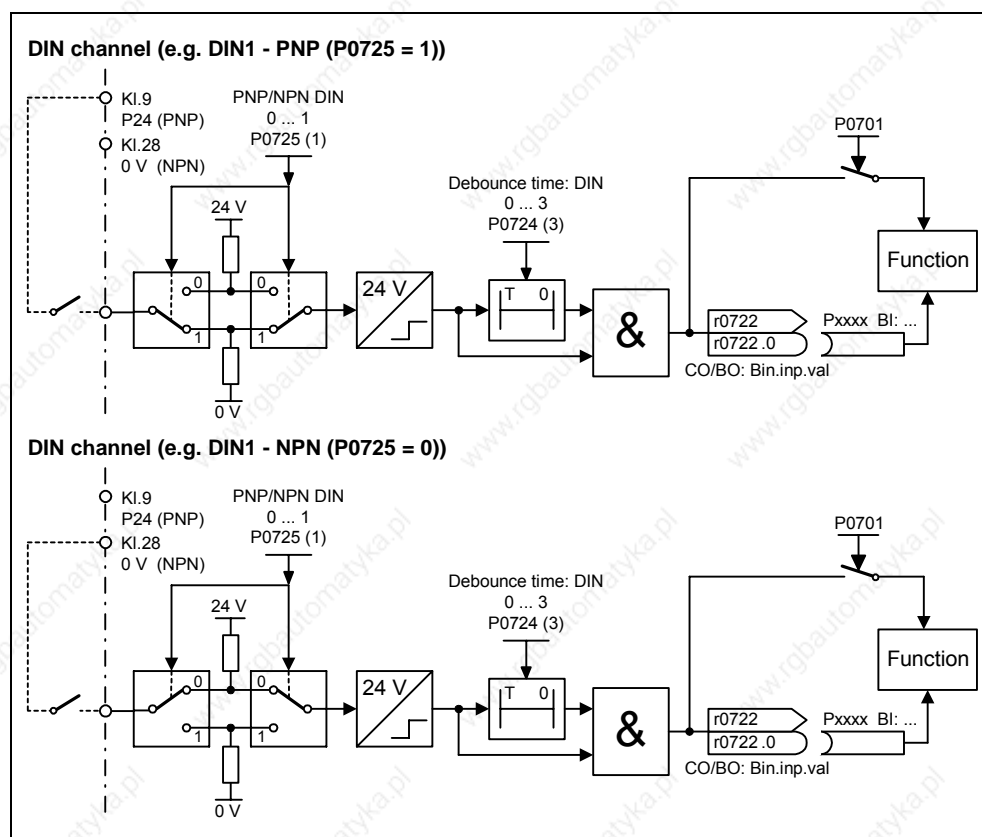 DIN channel (e.g. DIN1 - PNP (P0725 = 1))
Kl.9
P24 (PNP)
Kl.28
0 V (NPN)
PNP/NPN DIN
0 ... 1
P0725 (1)
24 V
0
0
1
1
0 V
24 V
Debounce time: DIN
0 ... 3
P0724 (3)
T 0
&
P0701
Function
r0722
r0722 .0
Pxxxx BI: ...
CO/BO: Bin.inp.val
DIN channel (e.g. DIN1 - NPN (P0725 = 0))
Kl.9
P24 (PNP)
Kl.28
0 V (NPN)
PNP/NPN DIN
0 ... 1
P0725 (1)
24 V
0
0
1
1
0 V
24 V
Debounce time: DIN
0 ... 3
P0724 (3)
T 0
&
P0701
Function
r0722
r0722 .0
Pxxxx BI: ...
CO/BO: Bin.inp.val
www.rgbautomatyka.pl